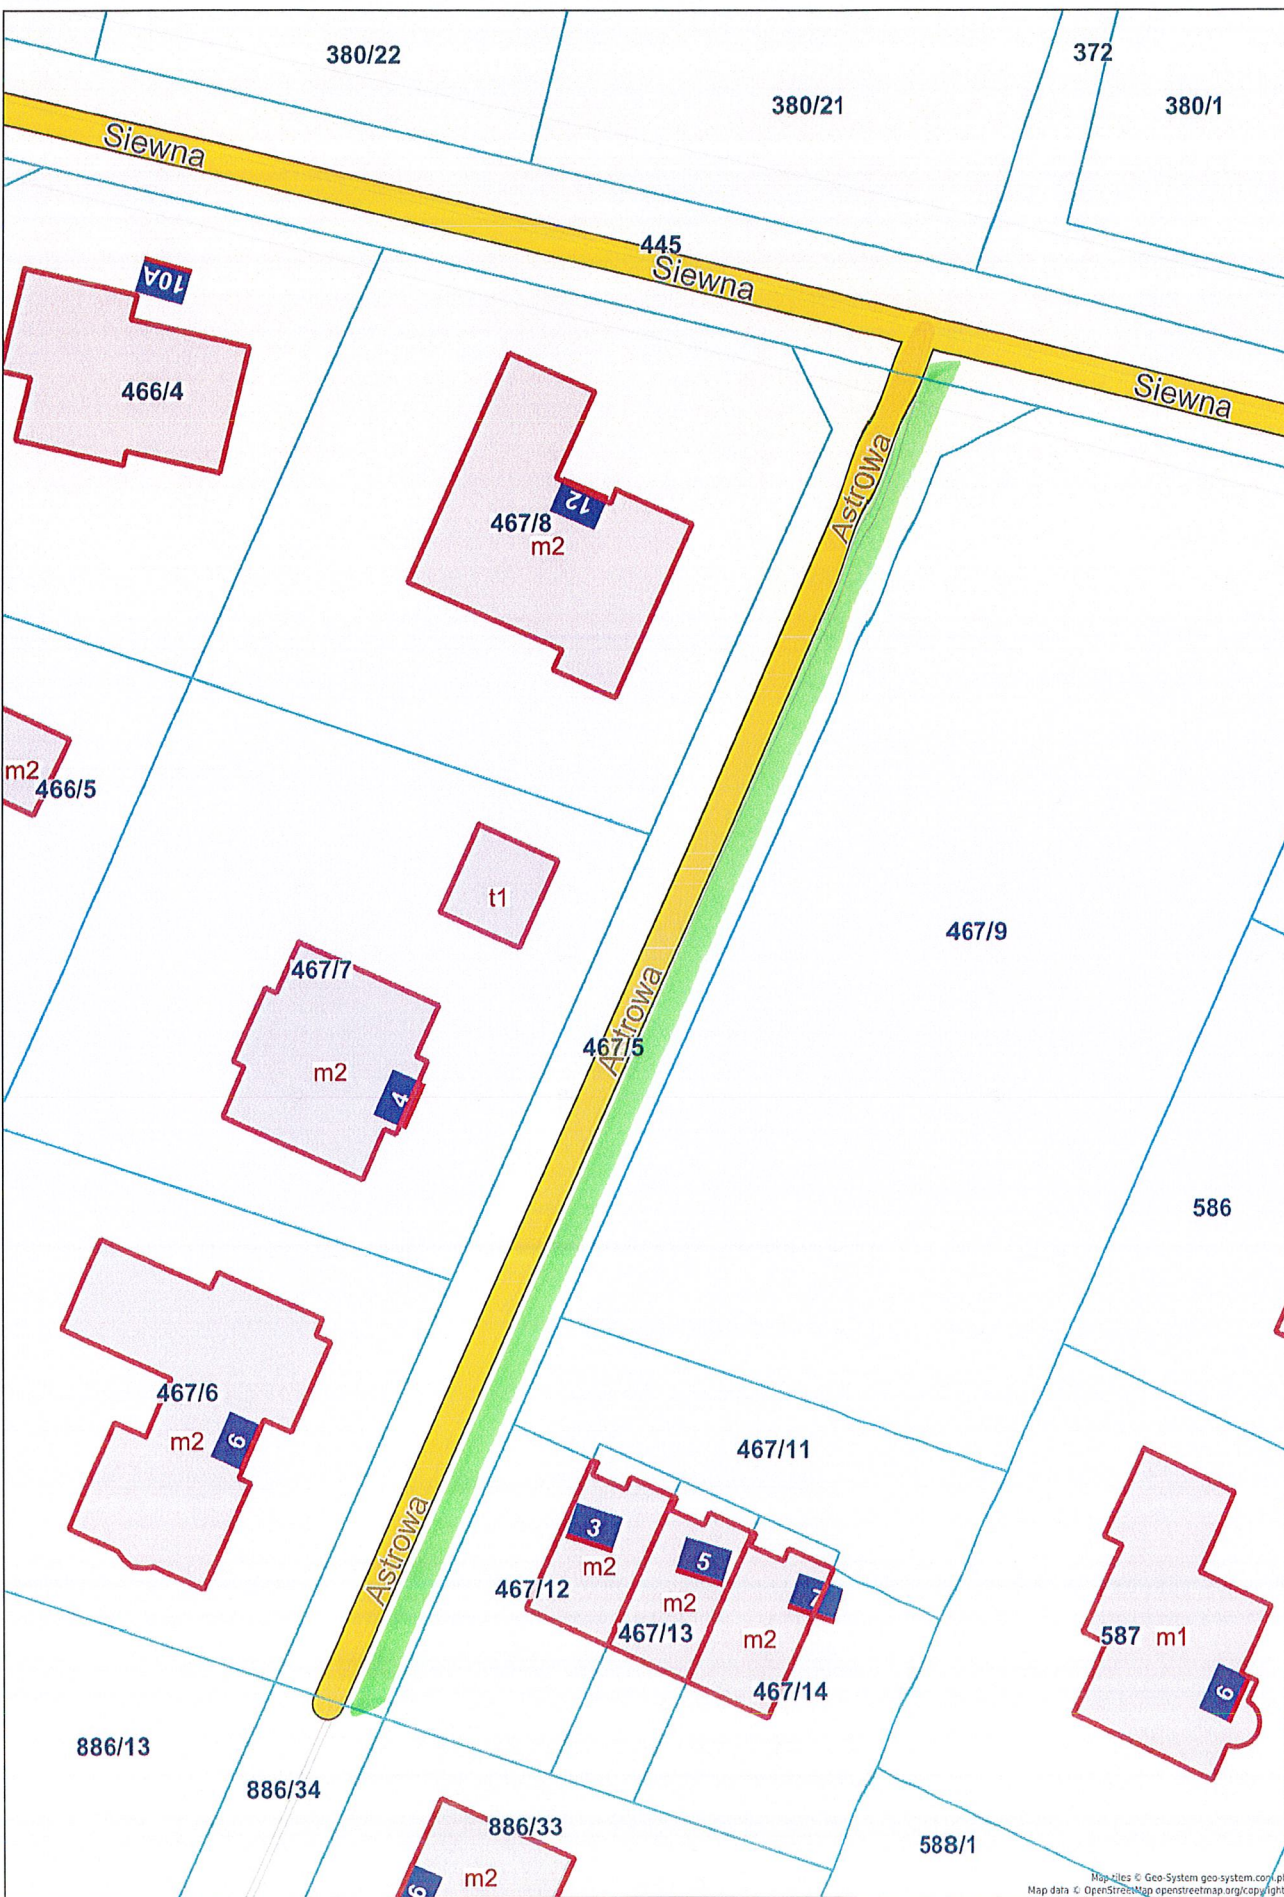 380/22
372
380/21
380/1
Siewna
445
Siewna
10A
Siewna
466/4
Astrowa
12
467/8
m2
m2
466/5
t1
467/9
467/7
Astrowa
467/5
m2
4
586
467/6
m2
6
467/11
3
m2
5
Astrowa
467/12
m2
7
467/13
m2
587
m1
467/14
6
886/13
886/34
886/33
588/1
m2
Map tiles © Geo-System geo-system.com.pl
Map data © OpenStreetMap openstreetmap.org/copyright